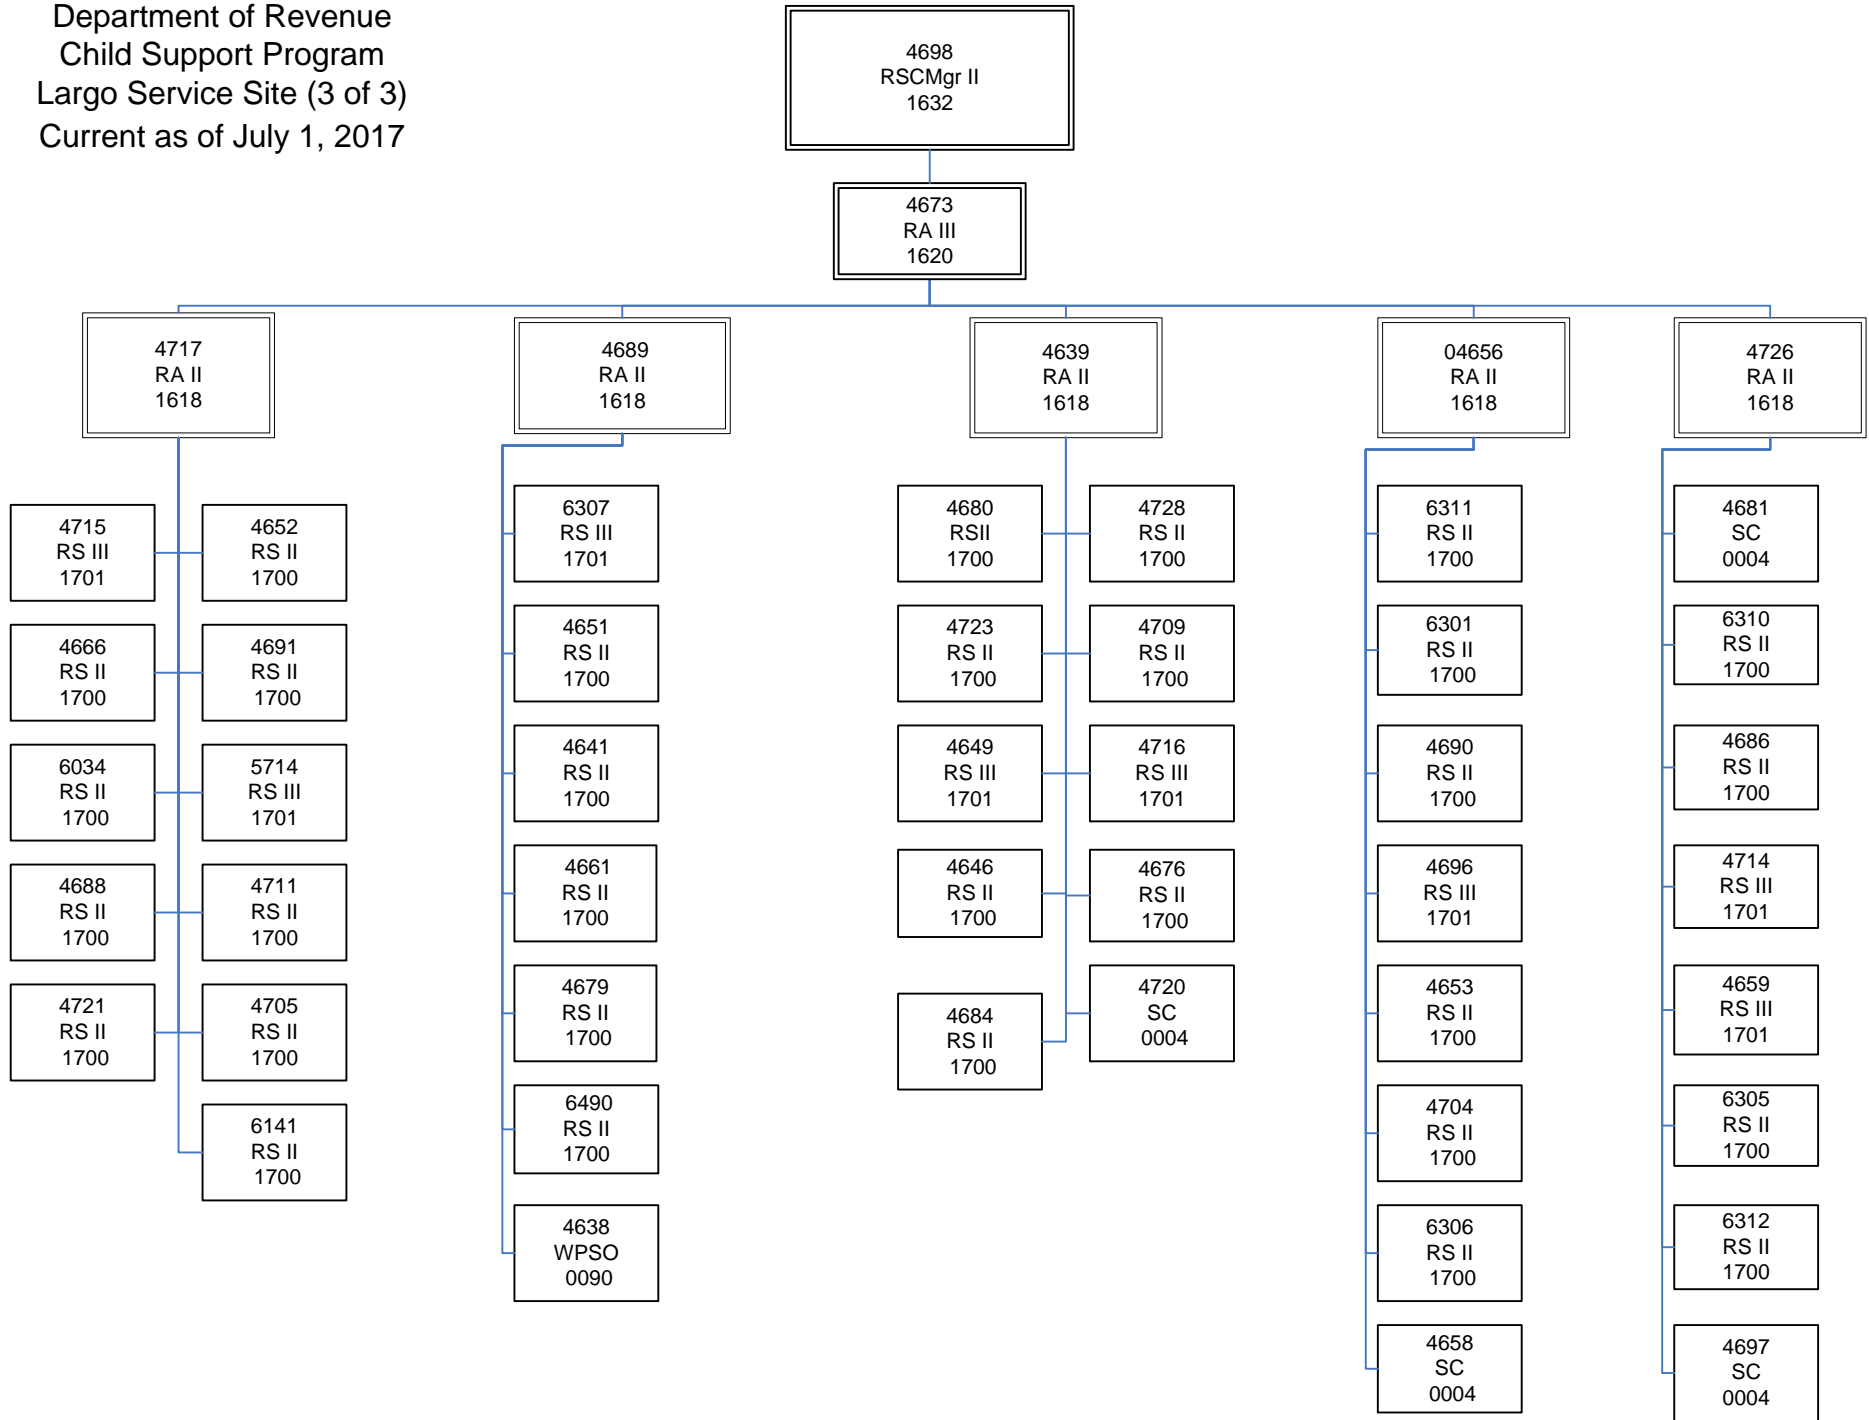 Department of Revenue
Child Support Program
Largo Service Site (3 of 3)
Current as of July 1, 2017
4698
RSCMgr II
1632
4673
RA III
1620
4717
RA II
1618
4689
RA II
1618
4639
RA II
1618
04656
RA II
1618
4726
RA II
1618
4715
RS III
1701
4652
RS II
1700
4666
RS II
1700
4691
RS II
1700
6034
RS II
1700
5714
RS III
1701
4688
RS II
1700
4711
RS II
1700
4721
RS II
1700
4705
RS II
1700
6141
RS II
1700
6307
RS III
1701
4651
RS II
1700
4641
RS II
1700
4661
RS II
1700
4679
RS II
1700
6490
RS II
1700
4638
WPSO
0090
4680
RSII
1700
4728
RS II
1700
4723
RS II
1700
4709
RS II
1700
4649
RS III
1701
4716
RS III
1701
4646
RS II
1700
4676
RS II
1700
4684
RS II
1700
4720
SC
0004
6311
RS II
1700
6301
RS II
1700
4690
RS II
1700
4696
RS III
1701
4653
RS II
1700
4704
RS II
1700
6306
RS II
1700
4658
SC
0004
4681
SC
0004
6310
RS II
1700
4686
RS II
1700
4714
RS III
1701
4659
RS III
1701
6305
RS II
1700
6312
RS II
1700
4697
SC
0004